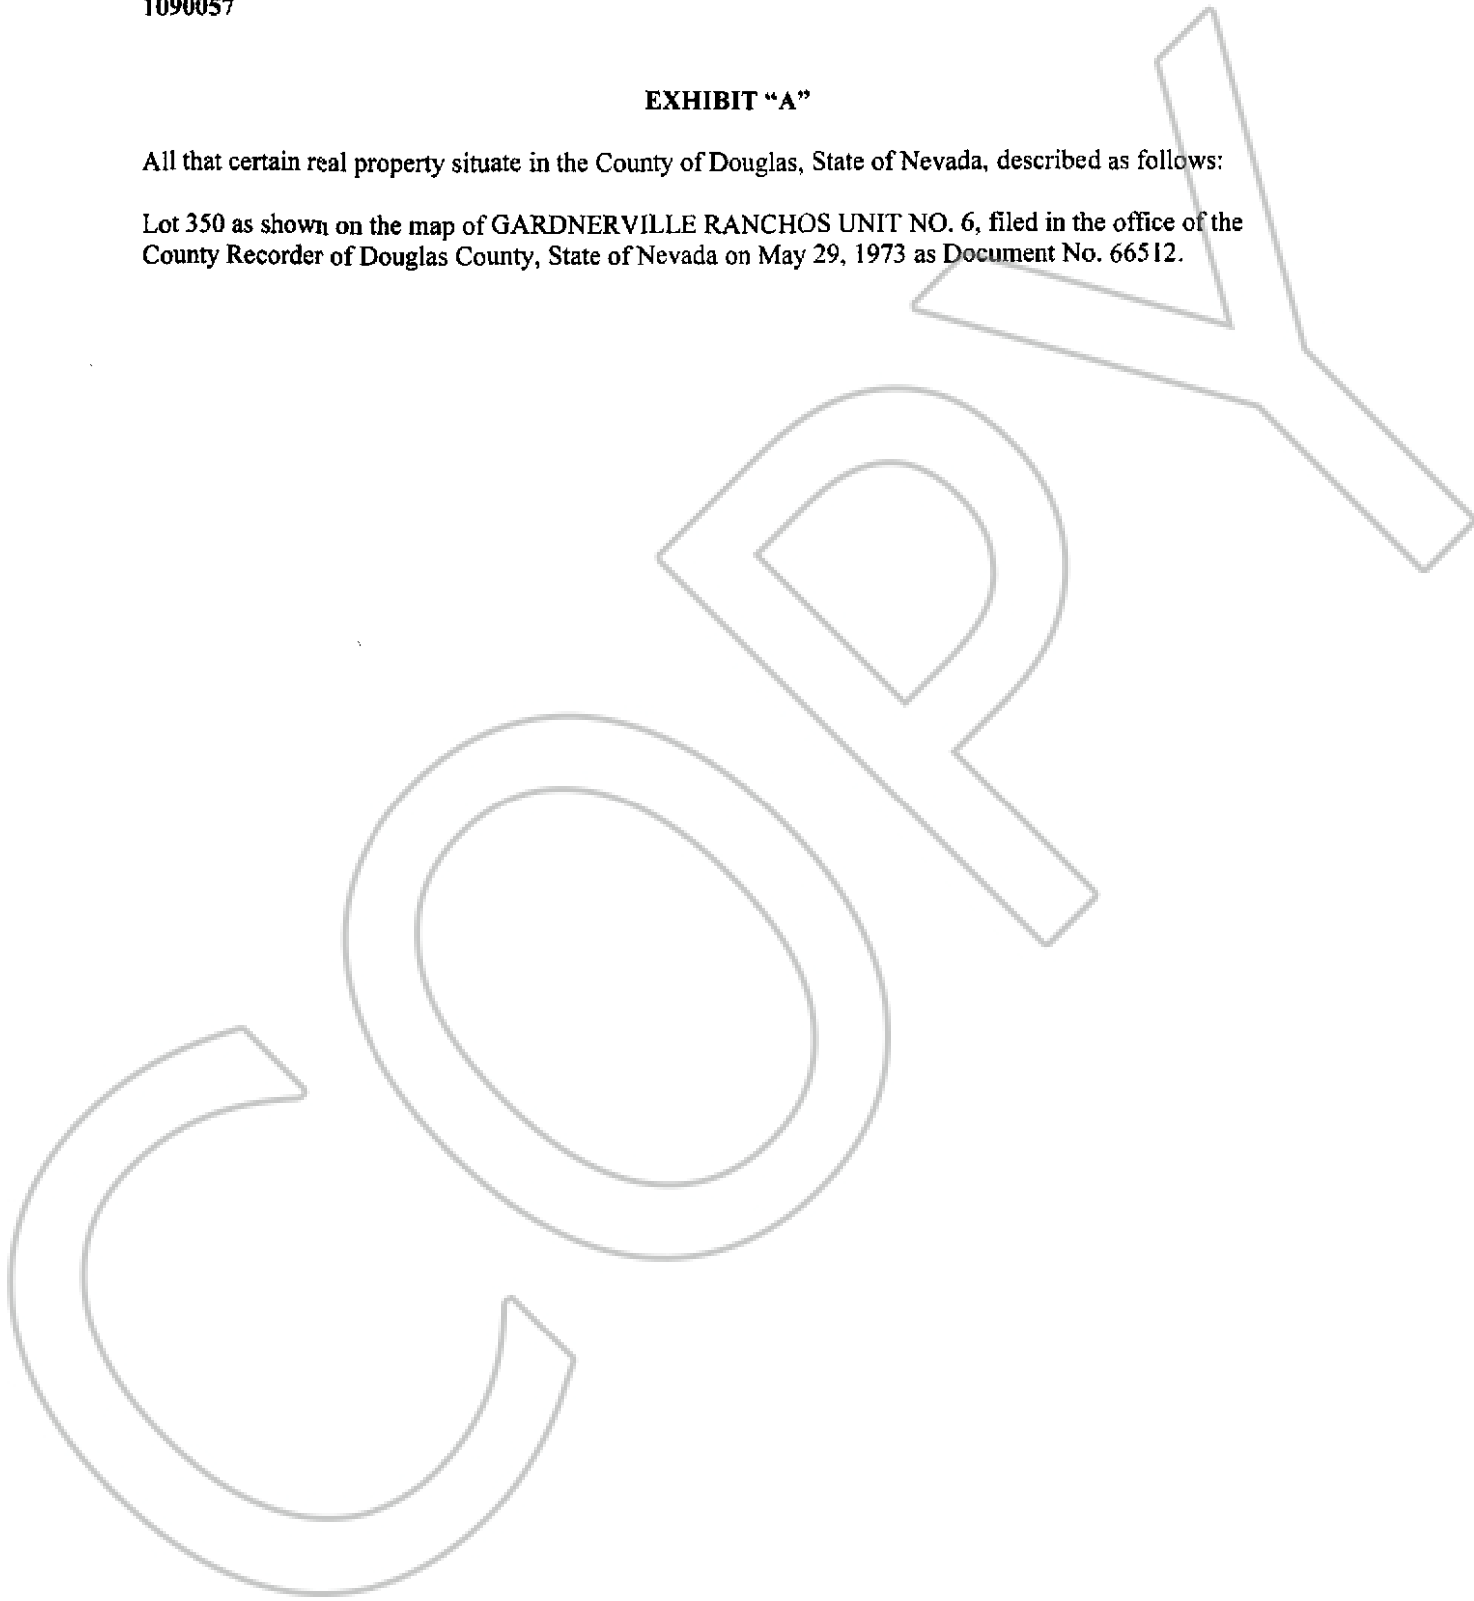 1090057
EXHIBIT “A”
All that certain real property situate in the County of Douglas, State of Nevada, described as follows:
Lot 350 as shown on the map of GARDNERVILLE RANCHOS UNIT NO. 6, filed in the office of the
County Recorder of Douglas County, State of Nevada on May 29, 1973 as Document No. 66512.
COPY